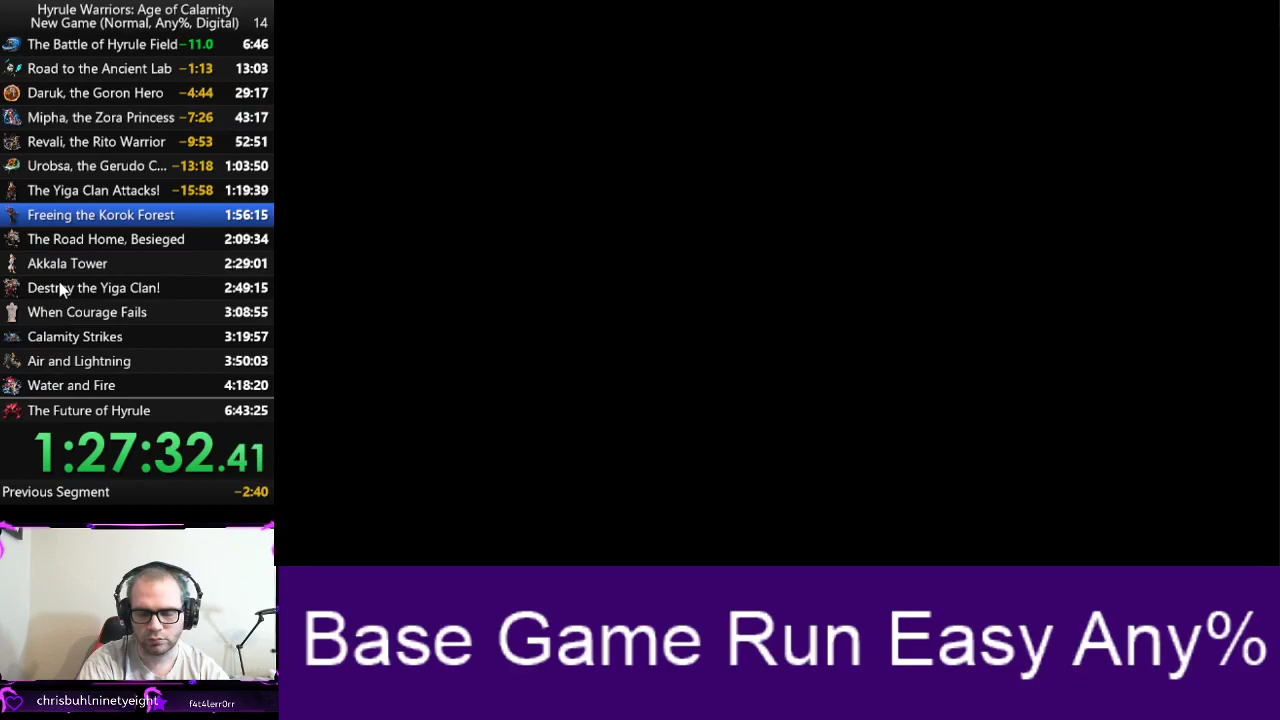 Hyrule Warriors: Age of Calamity
New Game (Normal, Any%, Digital) 14
The Battle of Hyrule Field −11.0 6:46
Road to the Ancient Lab −1:13 13:03
Daruk, the Goron Hero −4:44 29:17
Mipha, the Zora Princess −7:26 43:17
Revali, the Rito Warrior −9:53 52:51
Urobsa, the Gerudo C... −13:18 1:03:50
The Yiga Clan Attacks! −15:58 1:19:39
Freeing the Korok Forest 1:56:15
The Road Home, Besieged 2:09:34
Akkala Tower 2:29:01
Destroy the Yiga Clan! 2:49:15
When Courage Fails 3:08:55
Calamity Strikes 3:19:57
Air and Lightning 3:50:03
Water and Fire 4:18:20
The Future of Hyrule 6:43:25
1:27:32.41
Previous Segment −2:40
Base Game Run Easy Any%
chrisbuhlninetyeight f4t4lerr0rr